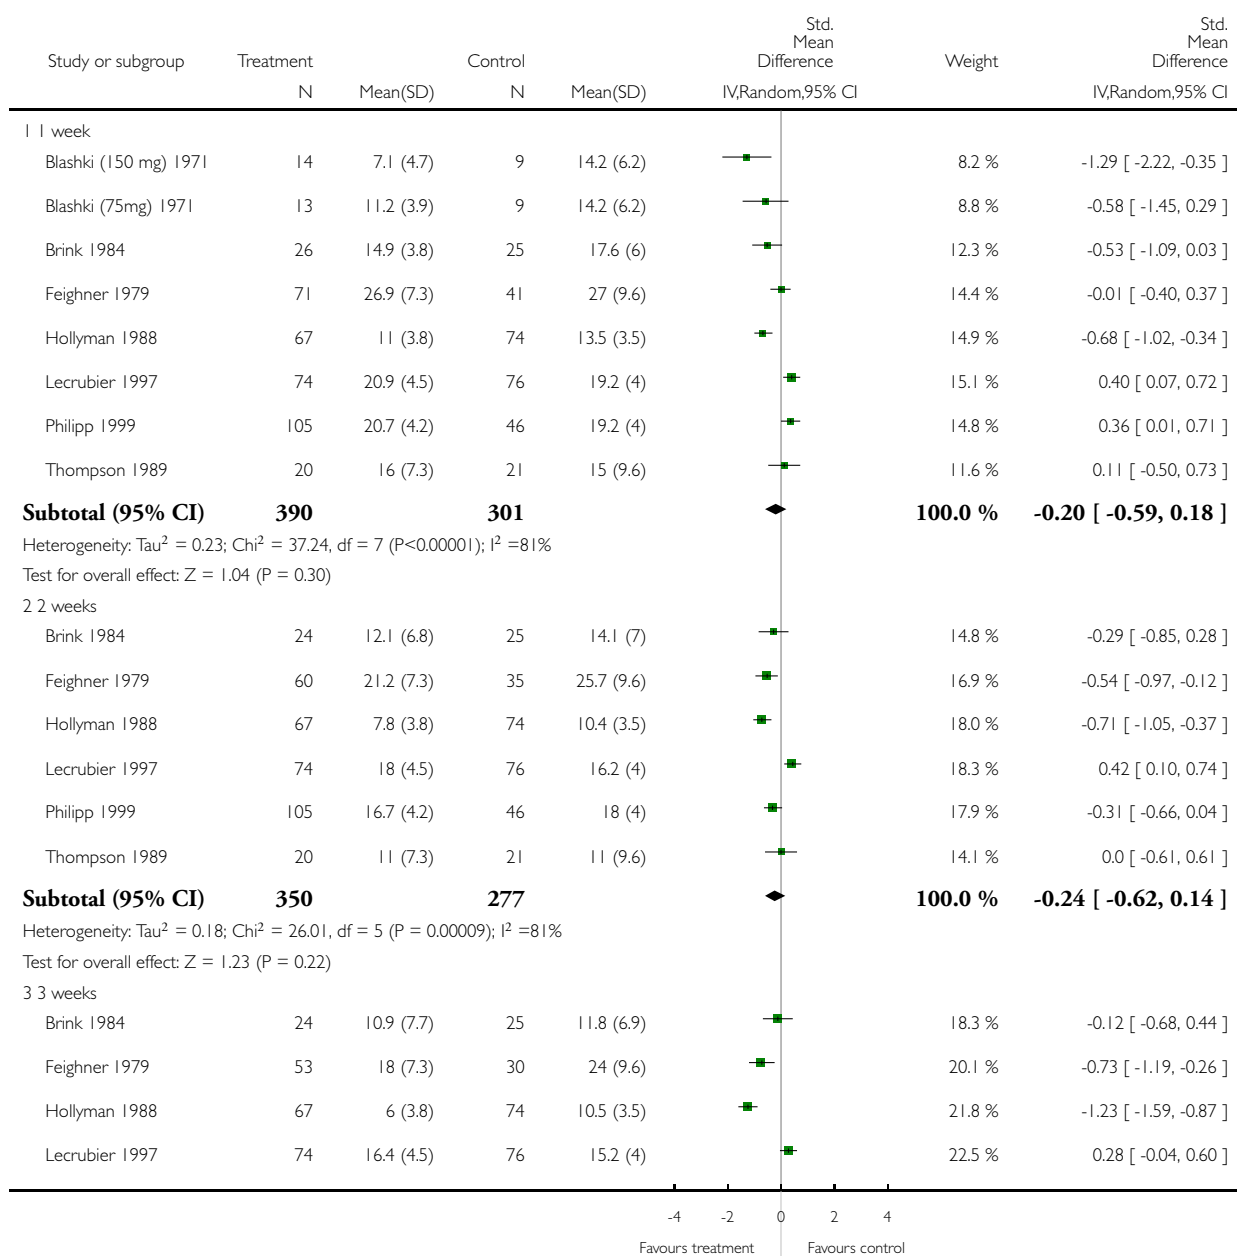 Study or subgroup Treatment Control Std. Mean Difference Weight Std. Mean Difference
N Mean(SD) N Mean(SD) IV,Random,95% CI IV,Random,95% CI
1 1 week
Blashki (150 mg) 1971 14 7.1 (4.7) 9 14.2 (6.2) 8.2 % -1.29 [ -2.22, -0.35 ]
Blashki (75mg) 1971 13 11.2 (3.9) 9 14.2 (6.2) 8.8 % -0.58 [ -1.45, 0.29 ]
Brink 1984 26 14.9 (3.8) 25 17.6 (6) 12.3 % -0.53 [ -1.09, 0.03 ]
Feighner 1979 71 26.9 (7.3) 41 27 (9.6) 14.4 % -0.01 [ -0.40, 0.37 ]
Hollyman 1988 67 11 (3.8) 74 13.5 (3.5) 14.9 % -0.68 [ -1.02, -0.34 ]
Lecrubier 1997 74 20.9 (4.5) 76 19.2 (4) 15.1 % 0.40 [ 0.07, 0.72 ]
Philipp 1999 105 20.7 (4.2) 46 19.2 (4) 14.8 % 0.36 [ 0.01, 0.71 ]
Thompson 1989 20 16 (7.3) 21 15 (9.6) 11.6 % 0.11 [ -0.50, 0.73 ]
Subtotal (95% CI) 390 301 100.0 % -0.20 [ -0.59, 0.18 ]
Heterogeneity: Tau² = 0.23; Chi² = 37.24, df = 7 (P<0.00001); I² =81%
Test for overall effect: Z = 1.04 (P = 0.30)
2 2 weeks
Brink 1984 24 12.1 (6.8) 25 14.1 (7) 14.8 % -0.29 [ -0.85, 0.28 ]
Feighner 1979 60 21.2 (7.3) 35 25.7 (9.6) 16.9 % -0.54 [ -0.97, -0.12 ]
Hollyman 1988 67 7.8 (3.8) 74 10.4 (3.5) 18.0 % -0.71 [ -1.05, -0.37 ]
Lecrubier 1997 74 18 (4.5) 76 16.2 (4) 18.3 % 0.42 [ 0.10, 0.74 ]
Philipp 1999 105 16.7 (4.2) 46 18 (4) 17.9 % -0.31 [ -0.66, 0.04 ]
Thompson 1989 20 11 (7.3) 21 11 (9.6) 14.1 % 0.0 [ -0.61, 0.61 ]
Subtotal (95% CI) 350 277 100.0 % -0.24 [ -0.62, 0.14 ]
Heterogeneity: Tau² = 0.18; Chi² = 26.01, df = 5 (P = 0.00009); I² =81%
Test for overall effect: Z = 1.23 (P = 0.22)
3 3 weeks
Brink 1984 24 10.9 (7.7) 25 11.8 (6.9) 18.3 % -0.12 [ -0.68, 0.44 ]
Feighner 1979 53 18 (7.3) 30 24 (9.6) 20.1 % -0.73 [ -1.19, -0.26 ]
Hollyman 1988 67 6 (3.8) 74 10.5 (3.5) 21.8 % -1.23 [ -1.59, -0.87 ]
Lecrubier 1997 74 16.4 (4.5) 76 15.2 (4) 22.5 % 0.28 [ -0.04, 0.60 ]
-4 -2 0 2 4
Favours treatment Favours control